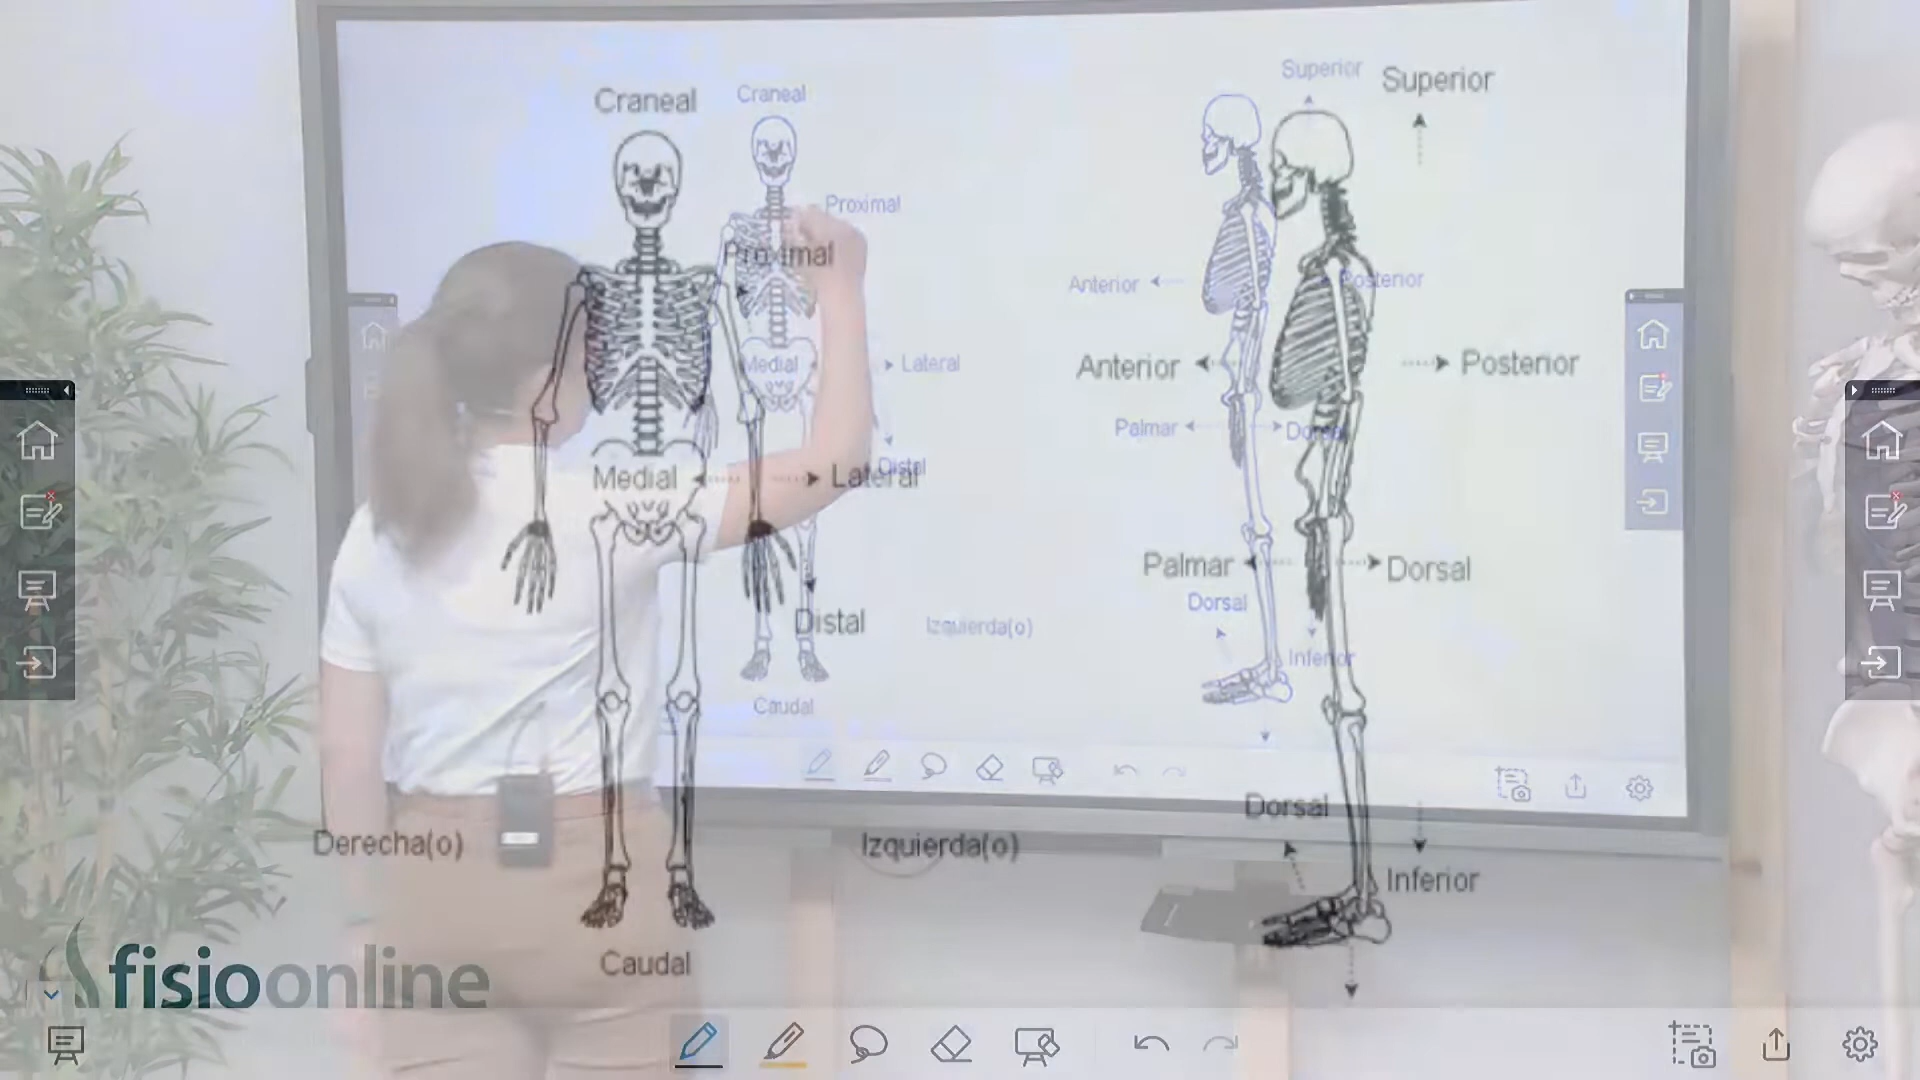 Craneal
Proximal
Medial
Lateral
Distal
Derecha(o)
Izquierda(o)
Caudal
Superior
Anterior
Posterior
Palmar
Dorsal
Dorsal
Inferior
Craneal
Proximal
Medial
Lateral
Distal
Izquierda(o)
Caudal
Superior
Anterior
Posterior
Palmar
Dorsal
Dorsal
Inferior
fisioonline